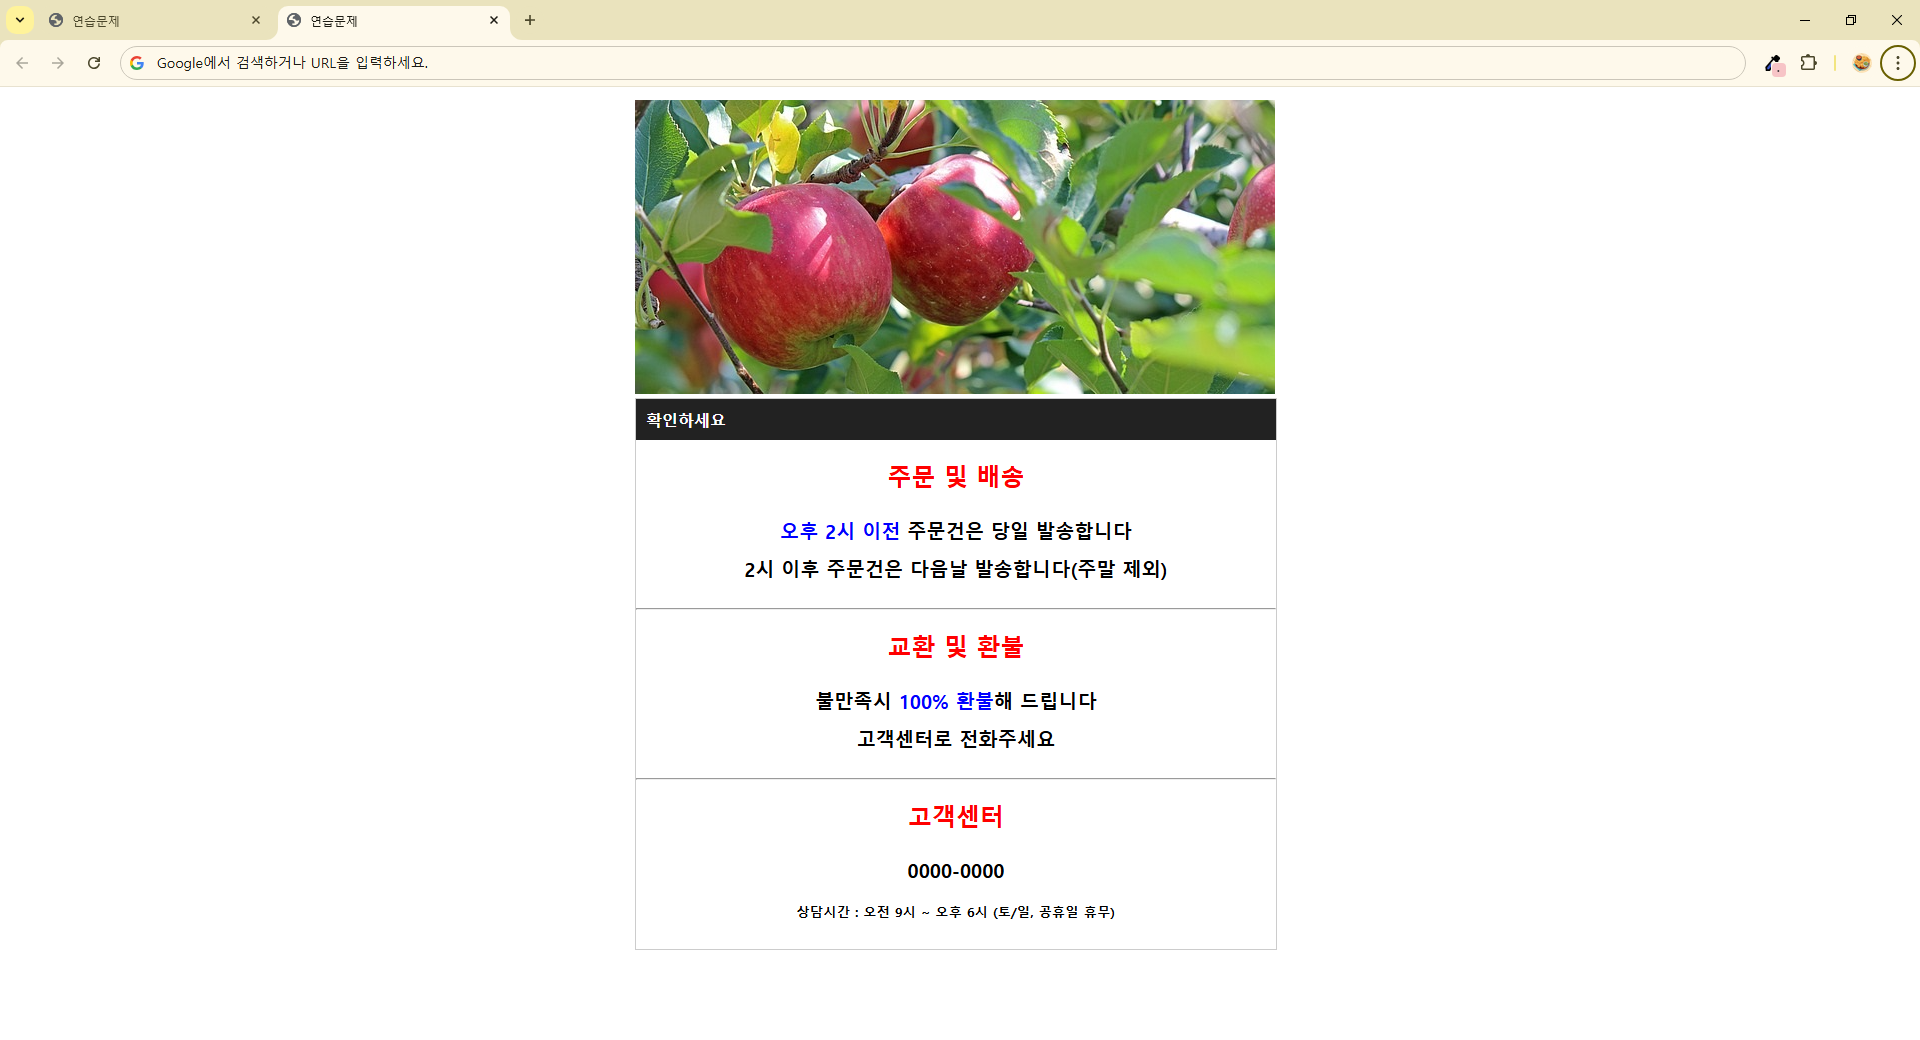 연습문제
연습문제
Google에서 검색하거나 URL을 입력하세요.
확인하세요
주문 및 배송
오후 2시 이전 주문건은 당일 발송합니다
2시 이후 주문건은 다음날 발송합니다(주말 제외)
교환 및 환불
불만족시 100% 환불해 드립니다
고객센터로 전화주세요
고객센터
0000-0000
상담시간 : 오전 9시 ~ 오후 6시 (토/일, 공휴일 휴무)